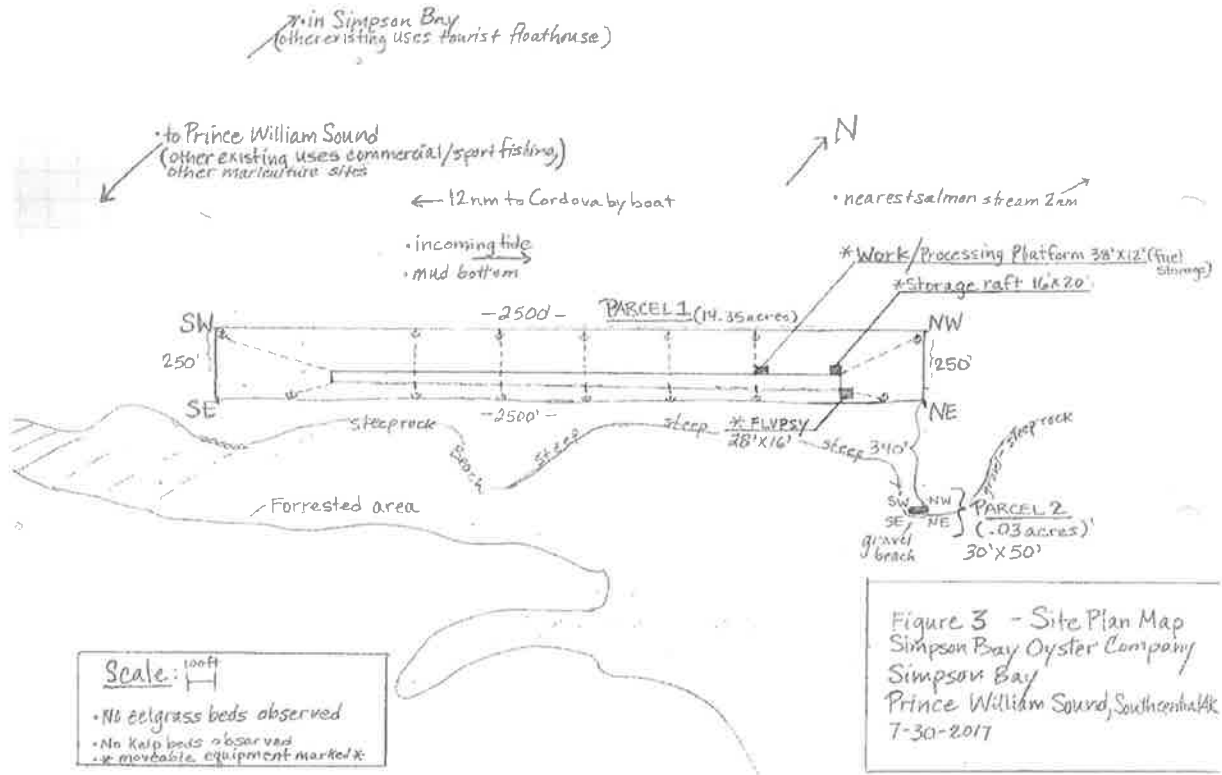 in Simpson Bay
(other existing uses tourist floathouse)
• to Prince William Sound
(other existing uses commercial/sport fishing,)
other mariculture sites
N
← 12nm to Cordova by boat
• nearest salmon stream 2nm
• incoming tide
• mud bottom
* Work/Processing Platform 38'x12' (fuel
storage)
* Storage raft 16'x20'
SW
-2500'-
PARCEL 1 (14.35 acres)
NW
250'
250'
SE
-2500'-
NE
steep rock
Beach
steep
steep
* FLUPSY
28'x16'
steep
340'
steep rock
Forrested area
SW
NW
SE
NE
PARCEL 2
(.03 acres)
30'x50'
gravel
beach
Scale: 100ft
• No eelgrass beds observed
• No Kelp beds observed
• * moveable equipment marked *
Figure 3 - Site Plan Map
Simpson Bay Oyster Company
Simpson Bay
Prince William Sound, Southcentral AK
7-30-2017